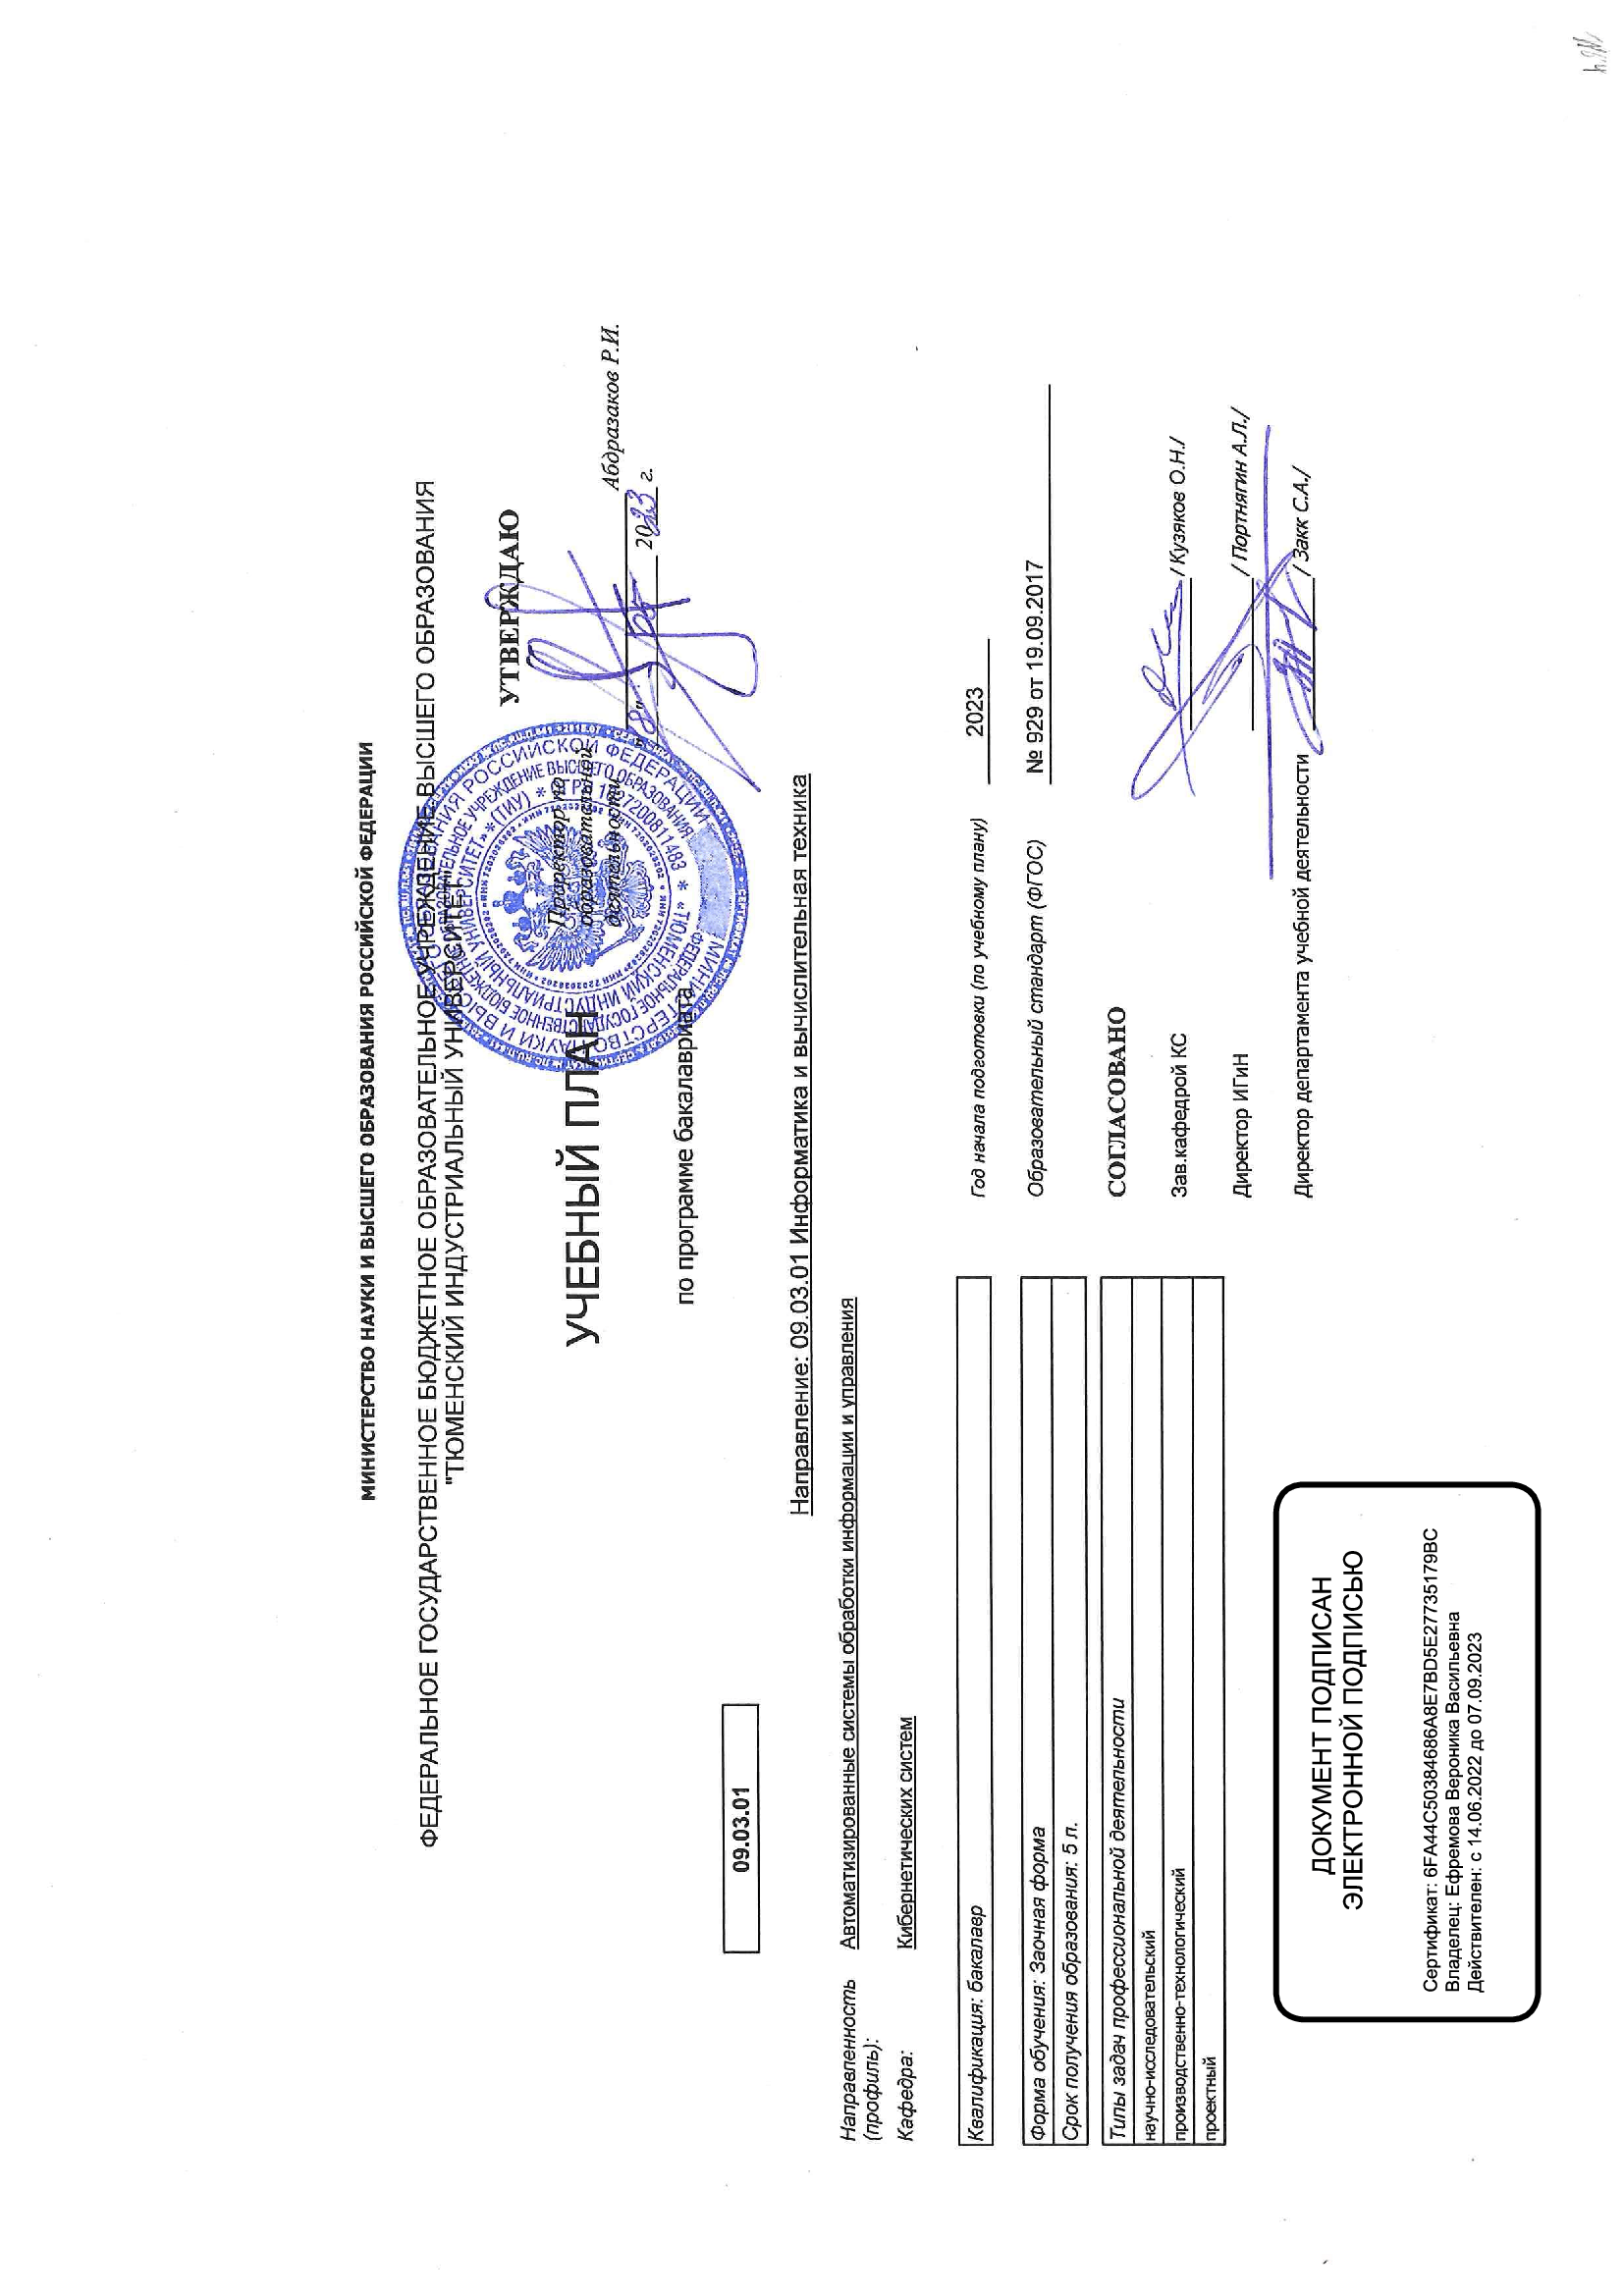 МИНИСТЕРСТВО НАУКИ И ВЫСШЕГО ОБРАЗОВАНИЯ РОССИЙСКОЙ ФЕДЕРАЦИИ
ФЕДЕРАЛЬНОЕ ГОСУДАРСТВЕННОЕ БЮДЖЕТНОЕ ОБРАЗОВАТЕЛЬНОЕ УЧРЕЖДЕНИЕ ВЫСШЕГО ОБРАЗОВАНИЯ
"ТЮМЕНСКИЙ ИНДУСТРИАЛЬНЫЙ УНИВЕРСИТЕТ"
УТВЕРЖДАЮ
УЧЕБНЫЙ ПЛАН
Проректор по
образовательной
деятельности
Абдразаков Р.И.
2023 г.
по программе бакалавриата
09.03.01
Направление: 09.03.01 Информатика и вычислительная техника
Направленность
(профиль):
Автоматизированные системы обработки информации и управления
Кафедра:
Кибернетических систем
Квалификация: бакалавр
Год начала подготовки (по учебному плану)
2023
Форма обучения: Заочная форма
Образовательный стандарт (ФГОС)
№ 929 от 19.09.2017
Срок получения образования: 5 л.
Типы задач профессиональной деятельности
научно-исследовательский
производственно-технологический
проектный
СОГЛАСОВАНО
Зав.кафедрой КС
/ Кузяков О.Н./
Директор ИГиН
/ Портнягин А.Л./
Директор департамента учебной деятельности
/ Закк С.А./
ДОКУМЕНТ ПОДПИСАН
ЭЛЕКТРОННОЙ ПОДПИСЬЮ
Сертификат: 6FA44C50384686A8E7BD5E27735179BC
Владелец: Ефремова Вероника Васильевна
Действителен: с 14.06.2022 до 07.09.2023